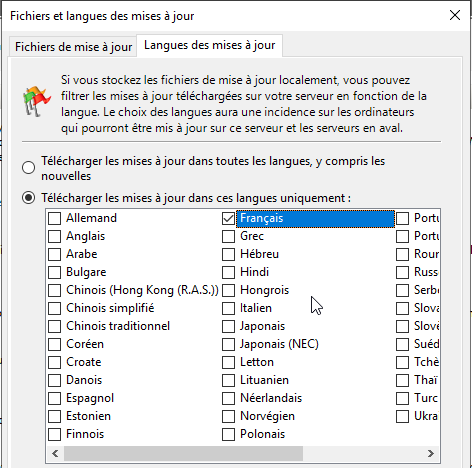 Fichiers et langues des mises à jour
Fichiers de mise à jour
Langues des mises à jour
Si vous stockez les fichiers de mise à jour localement, vous pouvez
filtrer les mises à jour téléchargées sur votre serveur en fonction de la
langue. Le choix des langues aura une incidence sur les ordinateurs
qui pourront être mis à jour sur ce serveur et les serveurs en aval.
Télécharger les mises à jour dans toutes les langues, y compris les
nouvelles
Télécharger les mises à jour dans ces langues uniquement :
Allemand
Anglais
Arabe
Bulgare
Chinois (Hong Kong (R.A.S.))
Chinois simplifié
Chinois traditionnel
Coréen
Croate
Danois
Espagnol
Estonien
Finnois
Français
Grec
Hébreu
Hindi
Hongrois
Italien
Japonais
Japonais (NEC)
Letton
Lituanien
Néerlandais
Norvégien
Polonais
Portu
Portu
Rour
Russe
Serbe
Slova
Slové
Suéd
Tchè
Thaï
Turc
Ukra